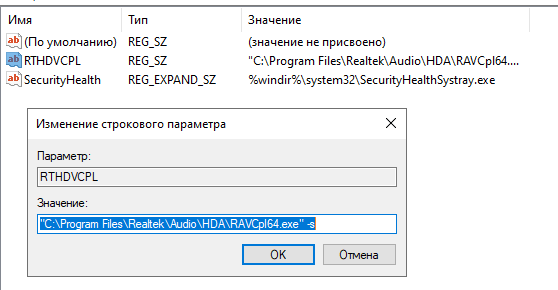 Имя Тип Значение
(По умолчанию) REG_SZ (значение не присвоено)
RTHDVCPL REG_SZ "C:\Program Files\Realtek\Audio\HDA\RAVCpl64....
SecurityHealth REG_EXPAND_SZ %windir%\system32\SecurityHealthSystray.exe
Изменение строкового параметра
Параметр:
RTHDVCPL
Значение:
"C:\Program Files\Realtek\Audio\HDA\RAVCpl64.exe" -s
OK Отмена